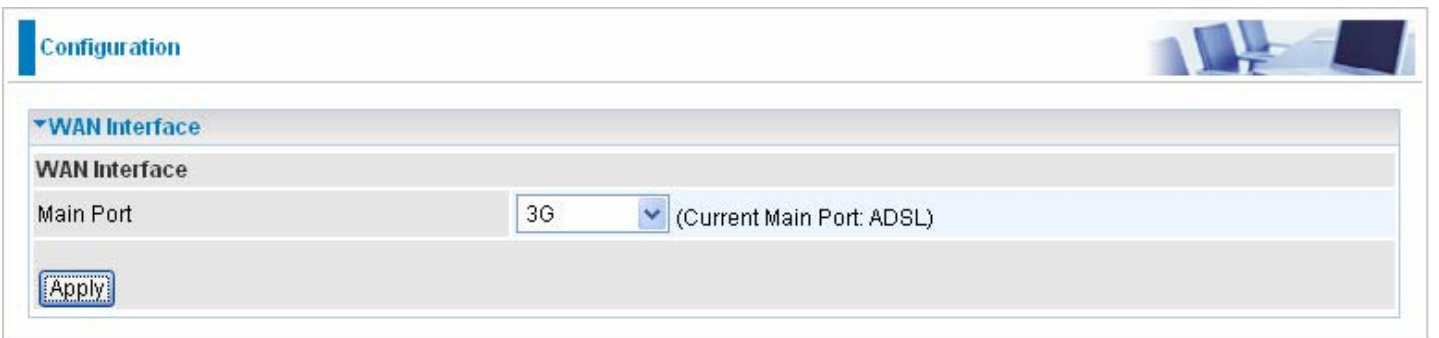 Configuration
WAN Interface
WAN Interface
Main Port 3G (Current Main Port: ADSL)
Apply